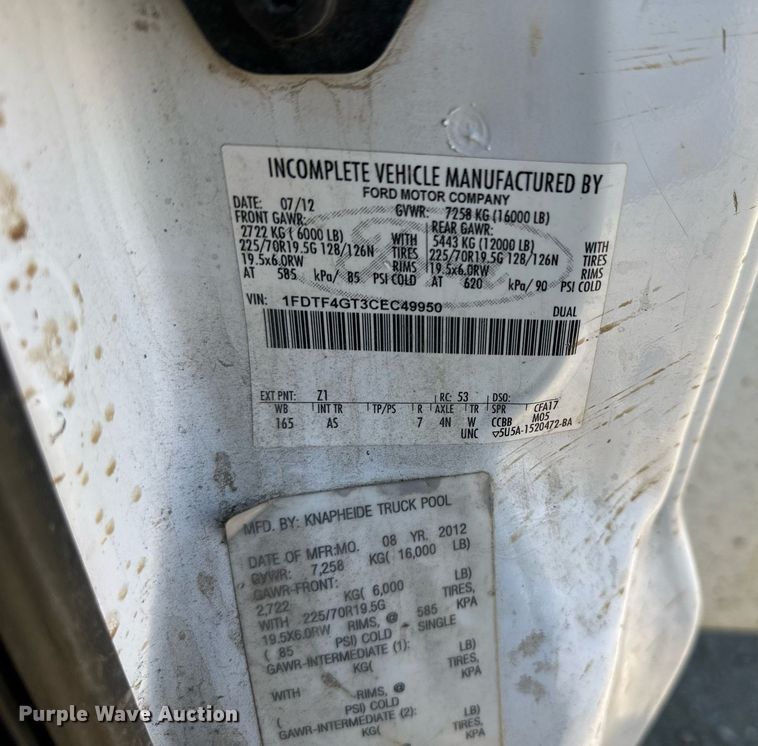 INCOMPLETE VEHICLE MANUFACTURED BY
FORD MOTOR COMPANY
DATE: 07/12 GVWR: 7258 KG (16000 LB)
FRONT GAWR: REAR GAWR:
2722 KG ( 6000 LB) WITH 5443 KG (12000 LB) WITH
225/70R19.5G 128/126N TIRES 225/70R19.5G 128/126N TIRES
19.5x6.0RW RIMS 19.5x6.0RW RIMS
AT 585 kPa/ 85 PSI COLD AT 620 kPa/ 90 PSI COLD
VIN: 1FDTF4GT3CEC49950 DUAL
EXT PNT: Z1 RC: 53 DSO:
WB INT TR TP/PS R AXLE TR SPR CFA17
165 AS 7 4N W CCBB M05
UNC 5U5A-1520472-BA
MFD. BY: KNAPHEIDE TRUCK POOL
DATE OF MFR:MO. 08 YR. 2012
GVWR: 7,258 KG( 16,000 LB)
GAWR-FRONT:
2,722 KG( 6,000 LB)
WITH 225/70R19.5G TIRES,
19.5X6.0RW RIMS, @ 585 KPA
( 85 PSI) COLD SINGLE
GAWR-INTERMEDIATE (1): LB)
KG( TIRES,
WITH RIMS, @ KPA
( PSI) COLD
GAWR-INTERMEDIATE (2): LB)
KG( TIRES,
Purple Wave Auction